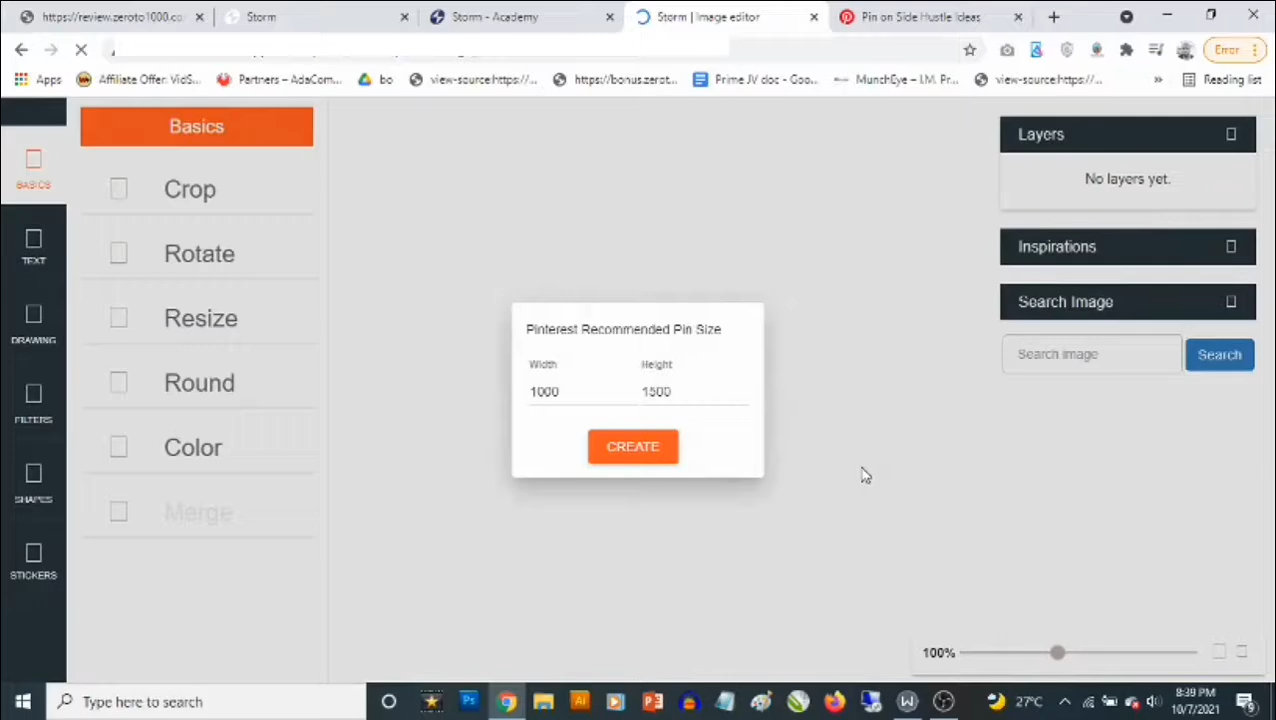 https://review.zeroto1000.co
Storm
Storm - Academy
Storm | Image editor
Pin on Side Hustle Ideas
Error
Apps
Affiliate Offer: VidS...
Partners – AdaCom...
bo
view-source:https://...
https://bonus.zerot...
Prime JV doc - Goo...
MunchEye – I.M. Pr...
view-source:https://...
»
Reading list
Basics
BASICS
Crop
Rotate
Resize
Round
Color
Merge
TEXT
DRAWING
FILTERS
SHAPES
STICKERS
Pinterest Recommended Pin Size
Width
Height
1000
1500
CREATE
Layers
No layers yet.
Inspirations
Search Image
Search image
Search
100%
Type here to search
27°C
8:39 PM
10/7/2021